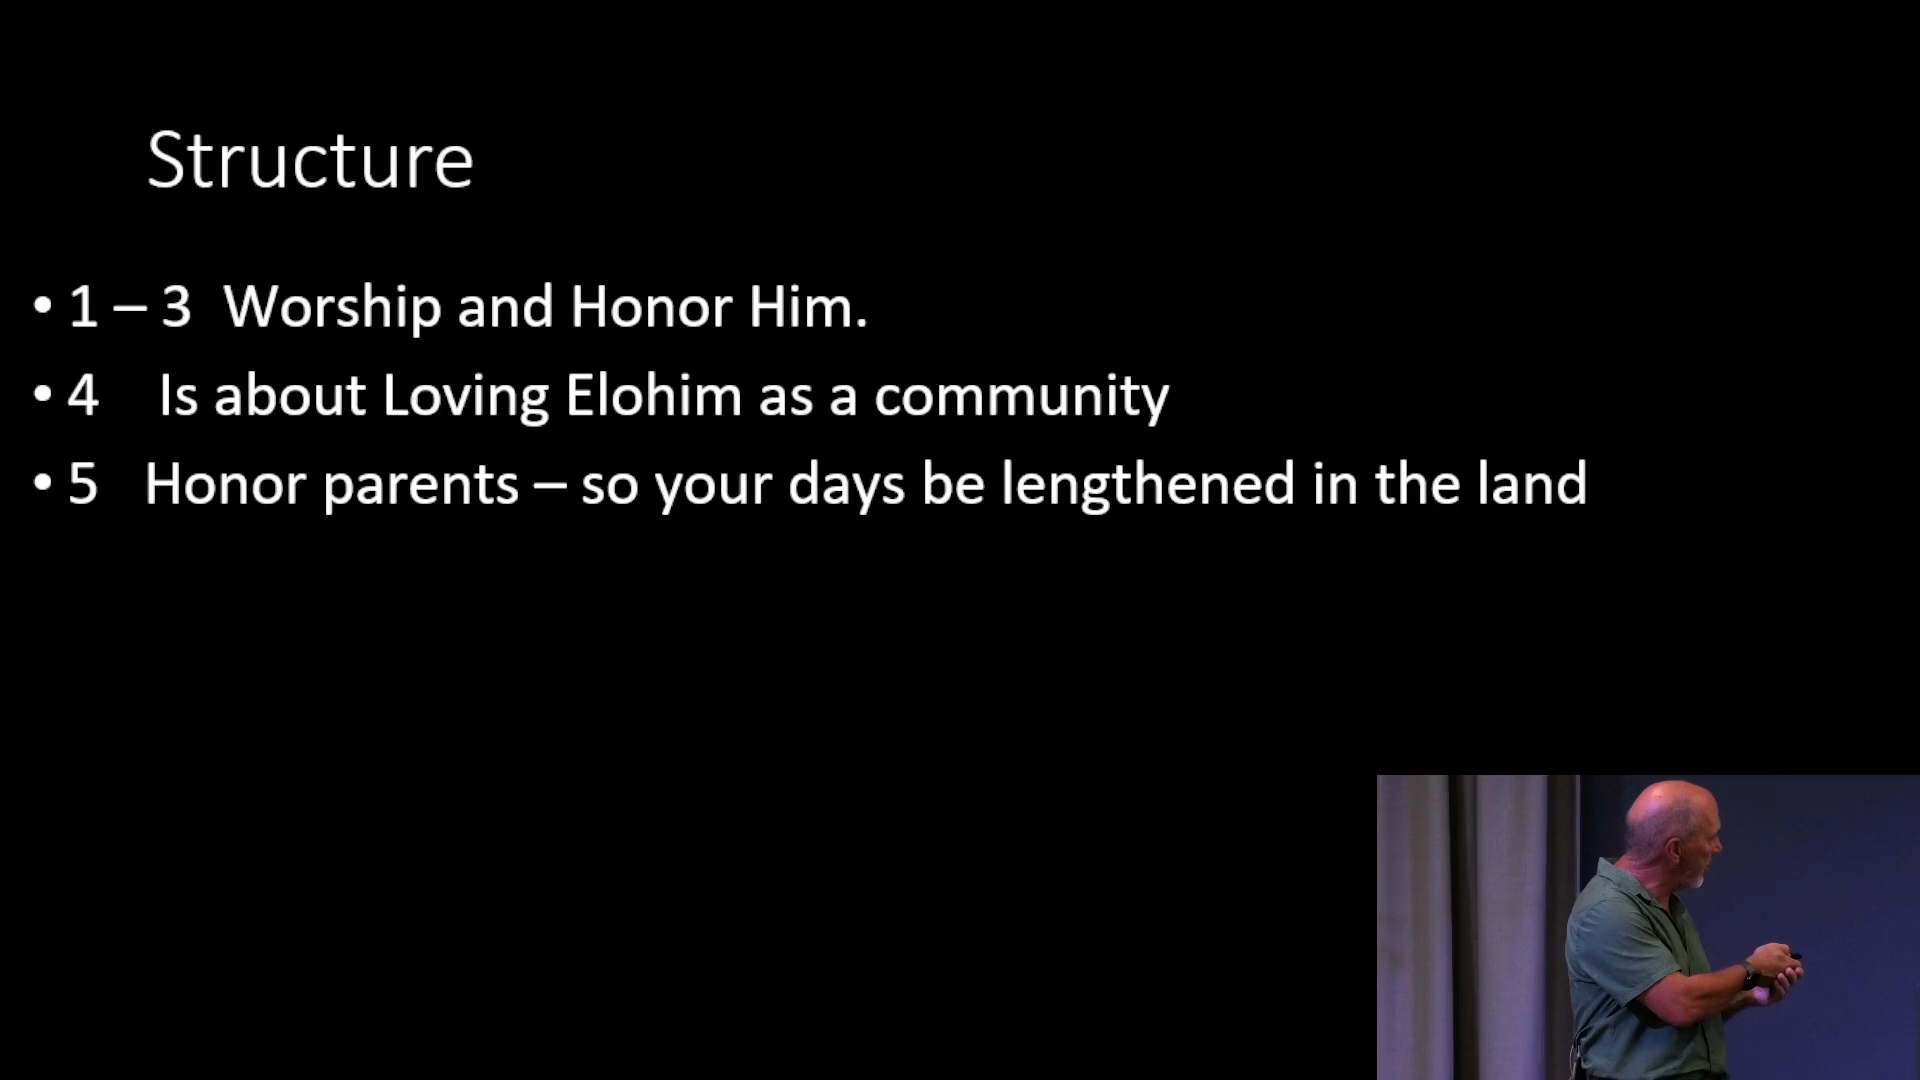 Structure
• 1 – 3  Worship and Honor Him.
• 4    Is about Loving Elohim as a community
• 5   Honor parents – so your days be lengthened in the land